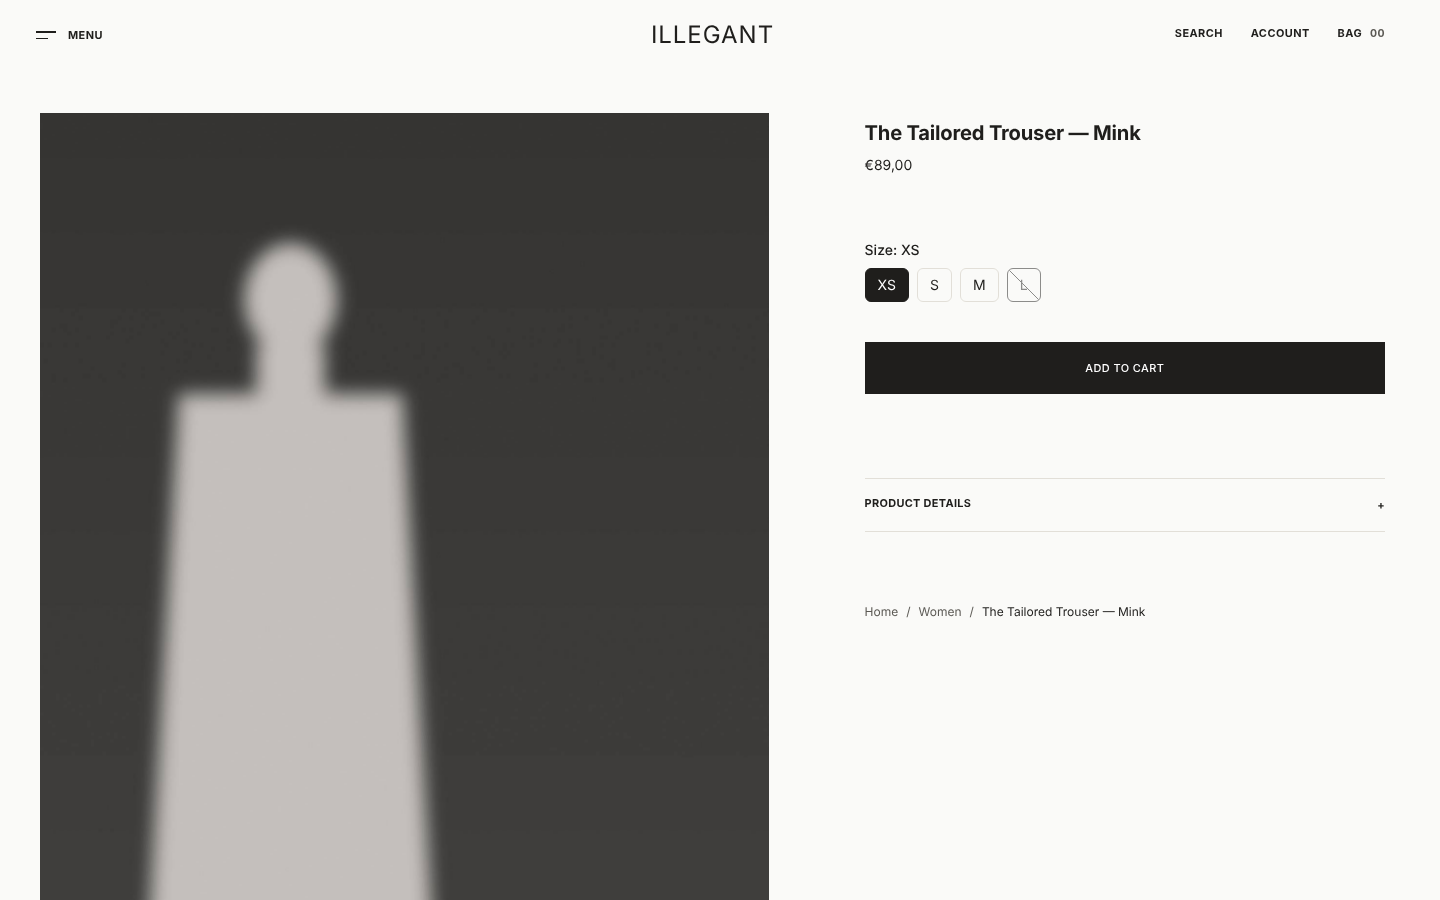 MENU
ILLEGANT
SEARCH ACCOUNT BAG 00
The Tailored Trouser — Mink
€89,00
Size: XS
XS S M L
ADD TO CART
PRODUCT DETAILS +
Home / Women / The Tailored Trouser — Mink